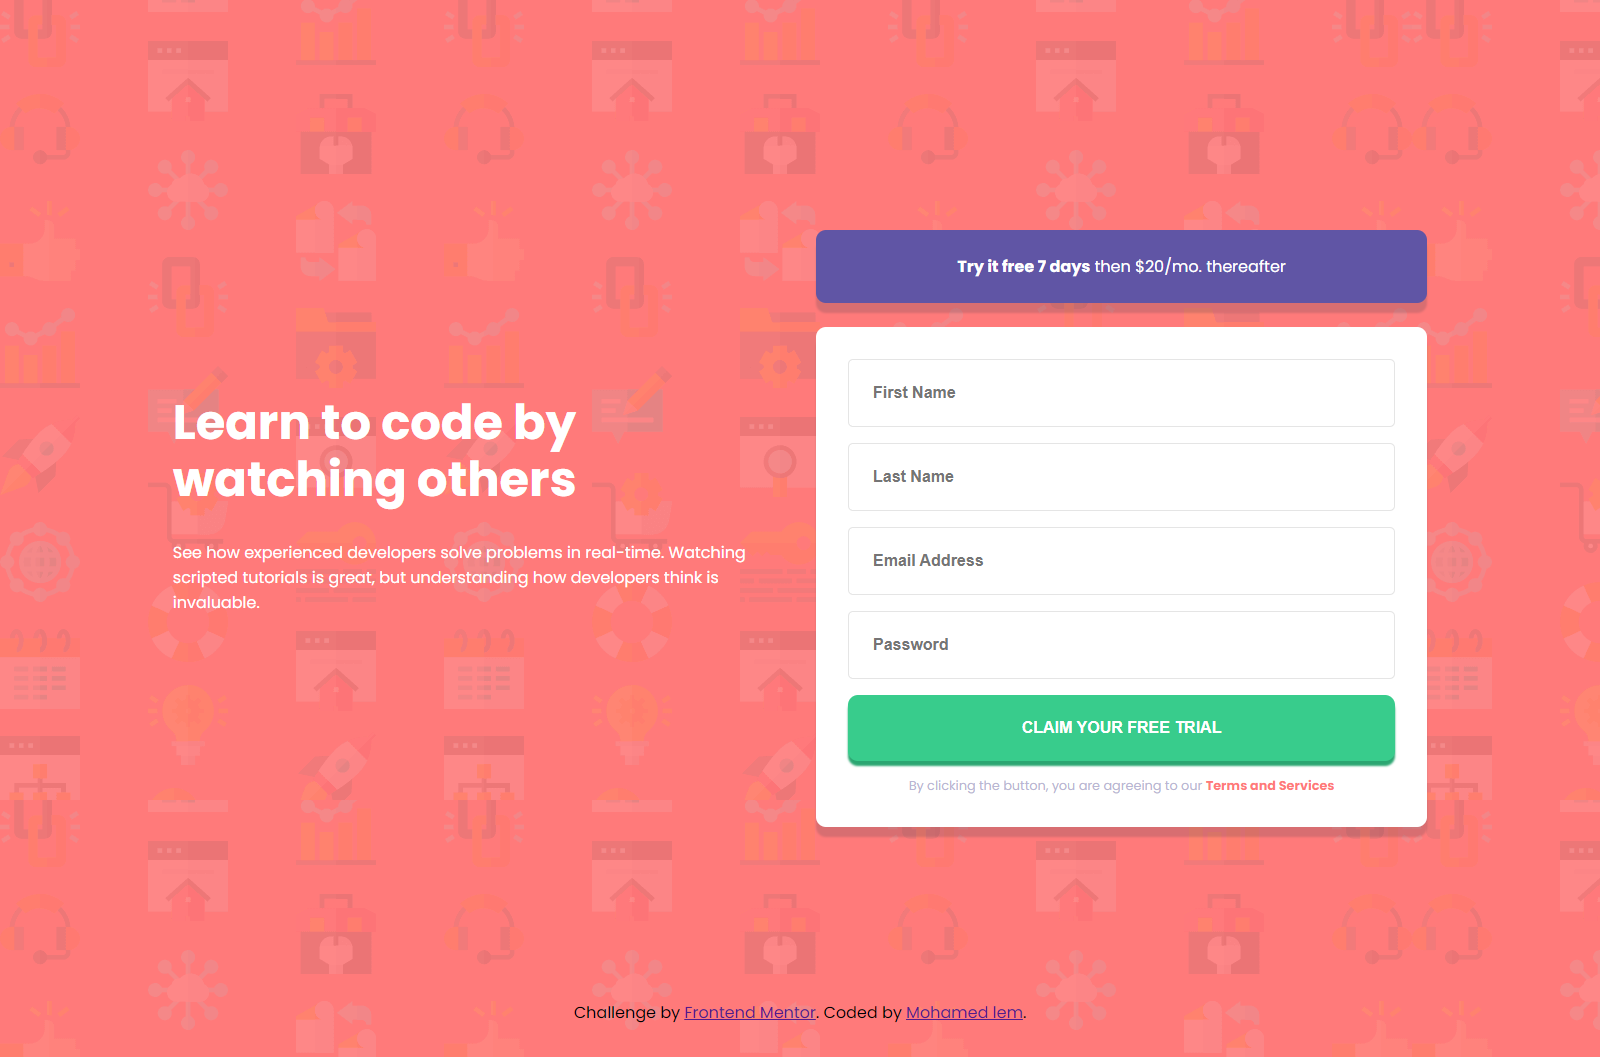 Learn to code by
watching others
See how experienced developers solve problems in real-time. Watching
scripted tutorials is great, but understanding how developers think is
invaluable.
Try it free 7 days then $20/mo. thereafter
First Name
Last Name
Email Address
Password
CLAIM YOUR FREE TRIAL
By clicking the button, you are agreeing to our Terms and Services
Challenge by Frontend Mentor. Coded by Mohamed lem.